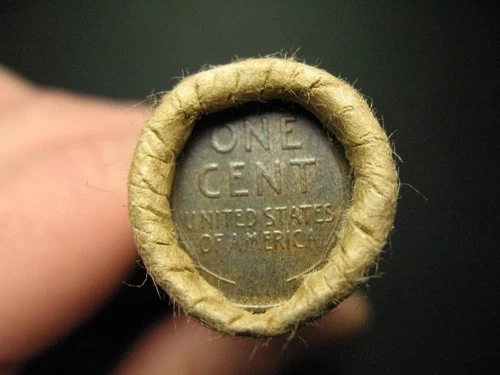 ONE
CENT
UNITED STATES
OF AMERICA